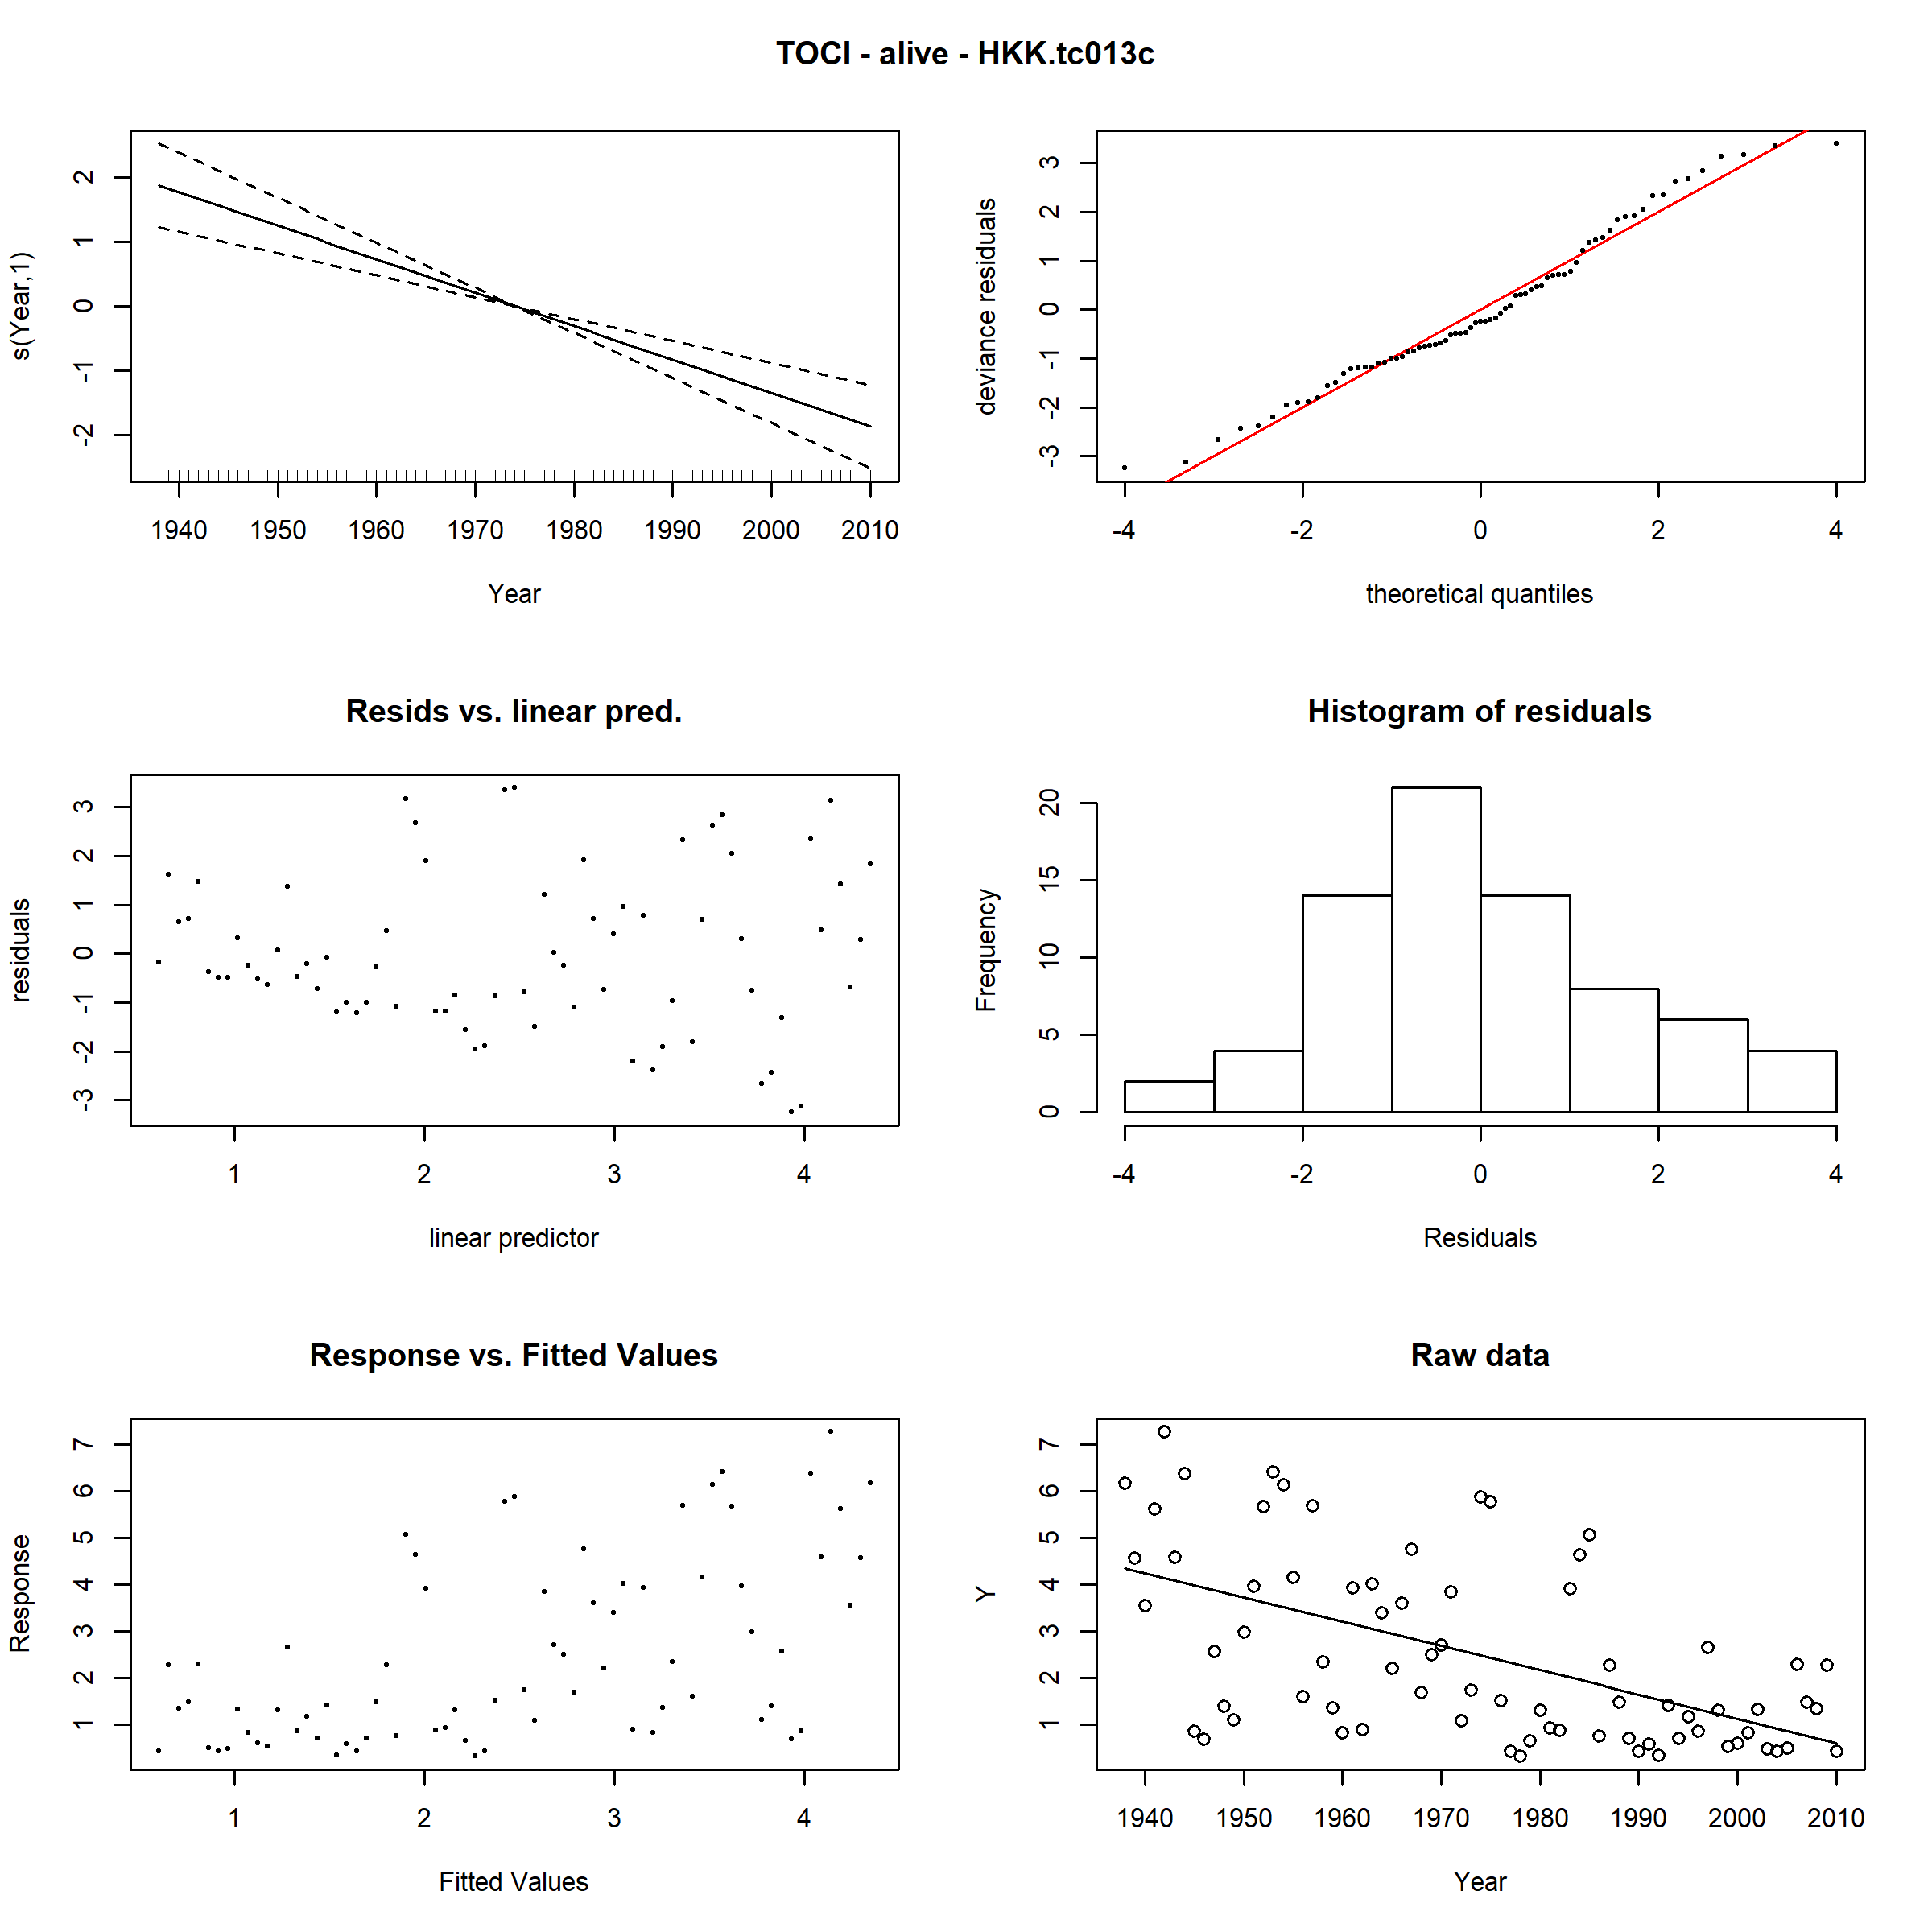 TOCI - alive - HKK.tc013c
s(Year,1)
2
1
0
-1
-2
1940 1950 1960 1970 1980 1990 2000 2010
Year
deviance residuals
3
2
1
0
-1
-2
-3
-4 -2 0 2 4
theoretical quantiles
Resids vs. linear pred.
residuals
3
2
1
0
-1
-2
-3
1 2 3 4
linear predictor
Histogram of residuals
Frequency
20
15
10
5
0
-4 -2 0 2 4
Residuals
Response vs. Fitted Values
Response
7
6
5
4
3
2
1
1 2 3 4
Fitted Values
Raw data
Y
7
6
5
4
3
2
1
1940 1950 1960 1970 1980 1990 2000 2010
Year